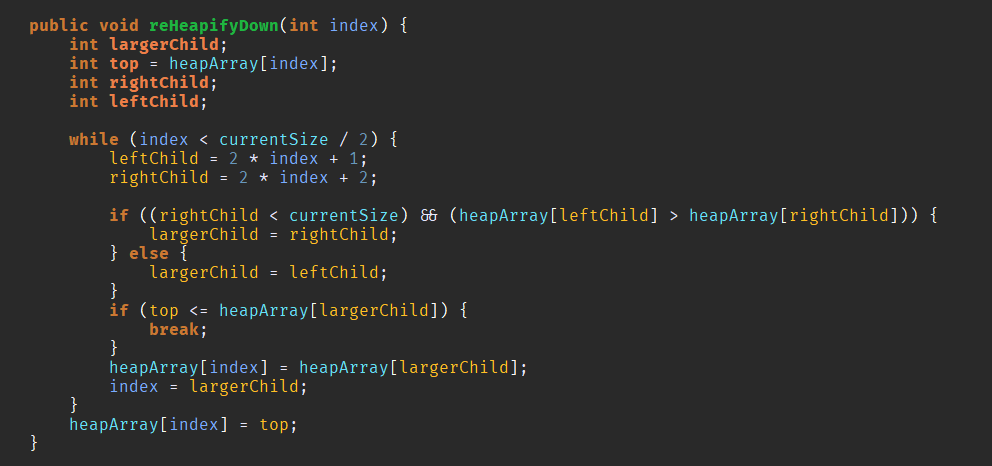 public void reHeapifyDown(int index) {
    int largerChild;
    int top = heapArray[index];
    int rightChild;
    int leftChild;

    while (index < currentSize / 2) {
        leftChild = 2 * index + 1;
        rightChild = 2 * index + 2;

        if ((rightChild < currentSize) && (heapArray[leftChild] > heapArray[rightChild])) {
            largerChild = rightChild;
        } else {
            largerChild = leftChild;
        }
        if (top <= heapArray[largerChild]) {
            break;
        }
        heapArray[index] = heapArray[largerChild];
        index = largerChild;
    }
    heapArray[index] = top;
}